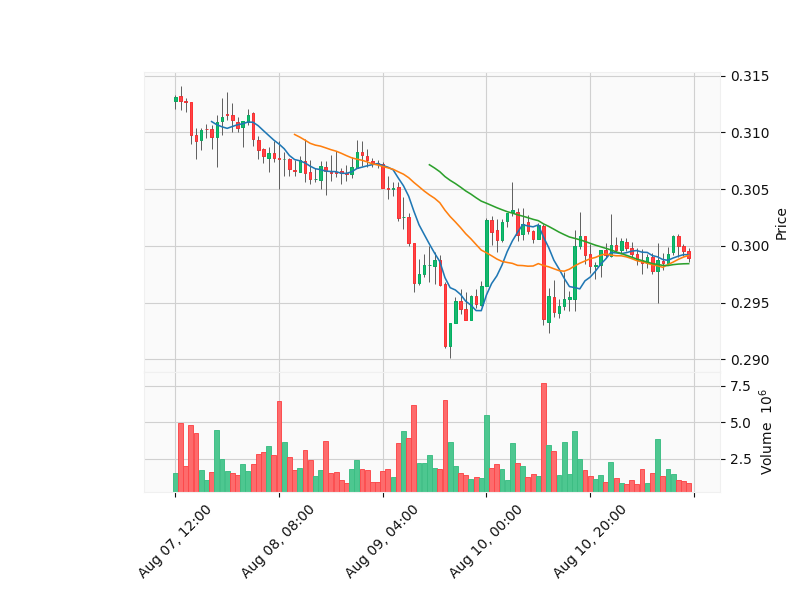 0.315
0.310
0.305
0.300
0.295
0.290
Price
7.5
5.0
2.5
Volume 10^6
Aug 07, 12:00
Aug 08, 08:00
Aug 09, 04:00
Aug 10, 00:00
Aug 10, 20:00